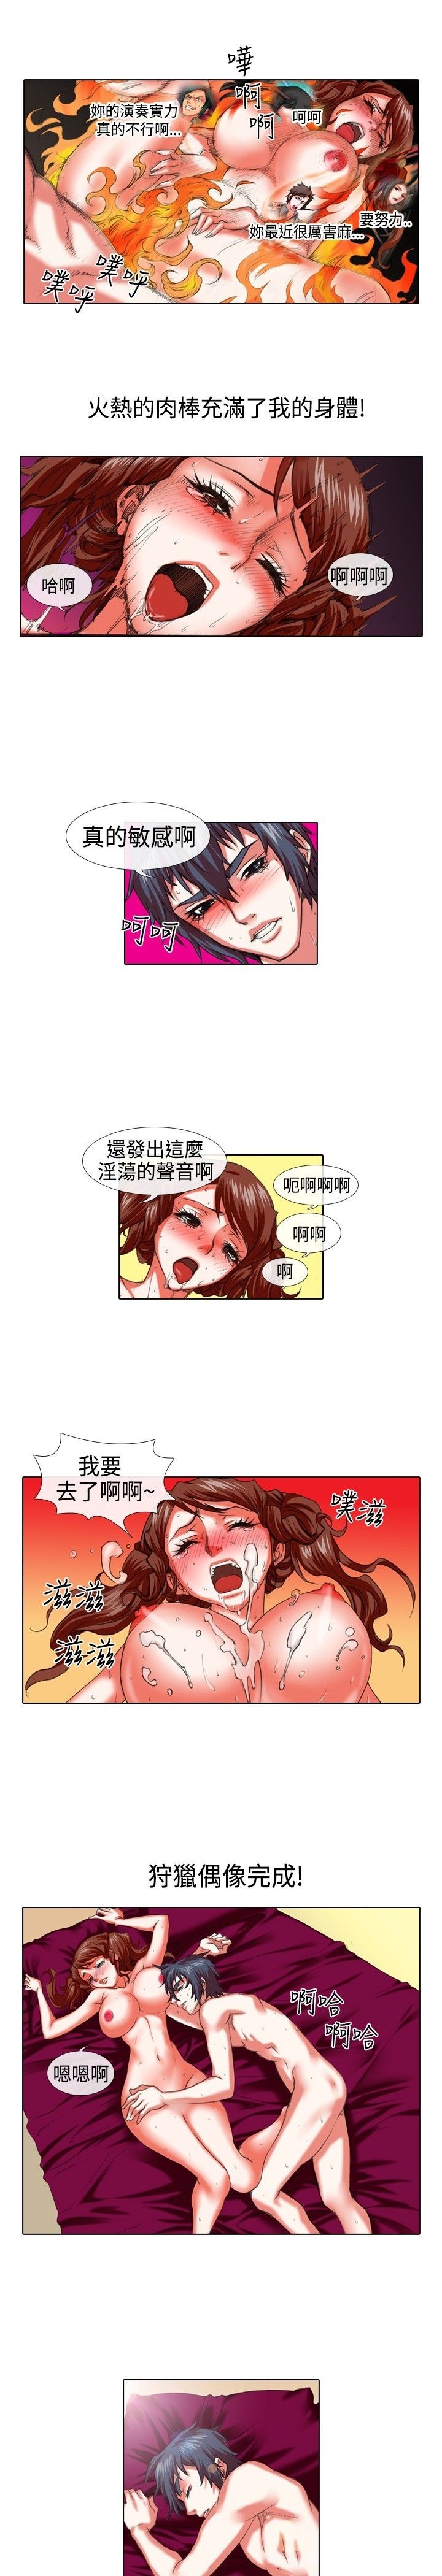 嘩
啊
啊
妳的演奏實力
真的不行啊...
呵呵
要努力..
妳最近很厲害麻...
噗呼
噗呼
火熱的肉棒充滿了我的身體!
哈啊
啊啊啊
真的敏感啊
呵呵
還發出這麼
淫蕩的聲音啊
呃啊啊啊
啊啊
啊
我要
去了啊啊~
噗滋
滋滋
滋滋
狩獵偶像完成!
啊哈
啊哈
嗯嗯啊